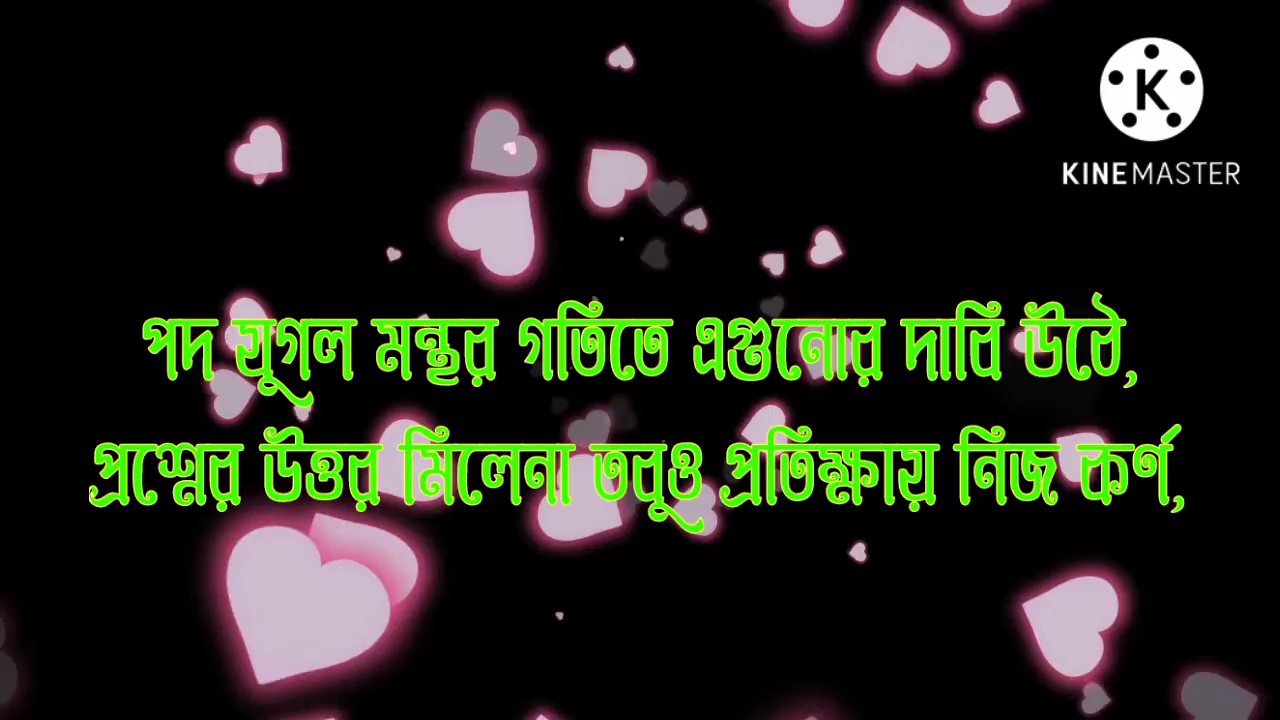 KINEMASTER
পদ যুগল মন্থর গতিতে এগুনোর দাবি উঠে,
প্রশ্নের উত্তর মিলেনা তবুও প্রতিক্ষায় নিজ কর্ণ,